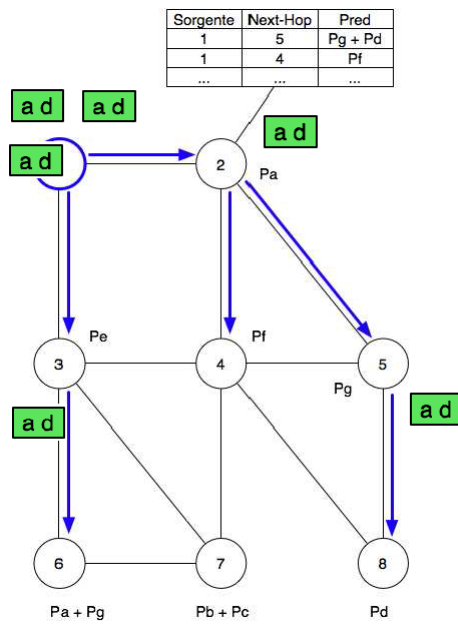 Sorgente Next-Hop Pred
1 5 Pg + Pd
1 4 Pf
... ... ...
a d a d
a d
a d
2
Pa
Pe
Pf
3
4
5
Pg
a d
a d
6
7
8
Pa + Pg
Pb + Pc
Pd